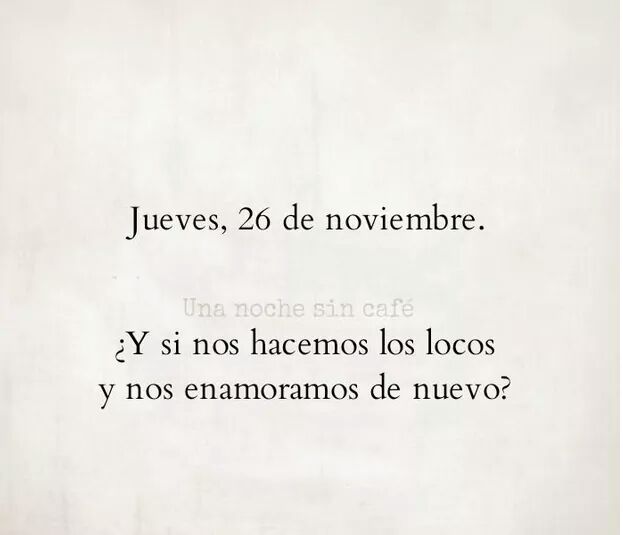 Jueves, 26 de noviembre.
Una noche sin café
¿Y si nos hacemos los locos
y nos enamoramos de nuevo?